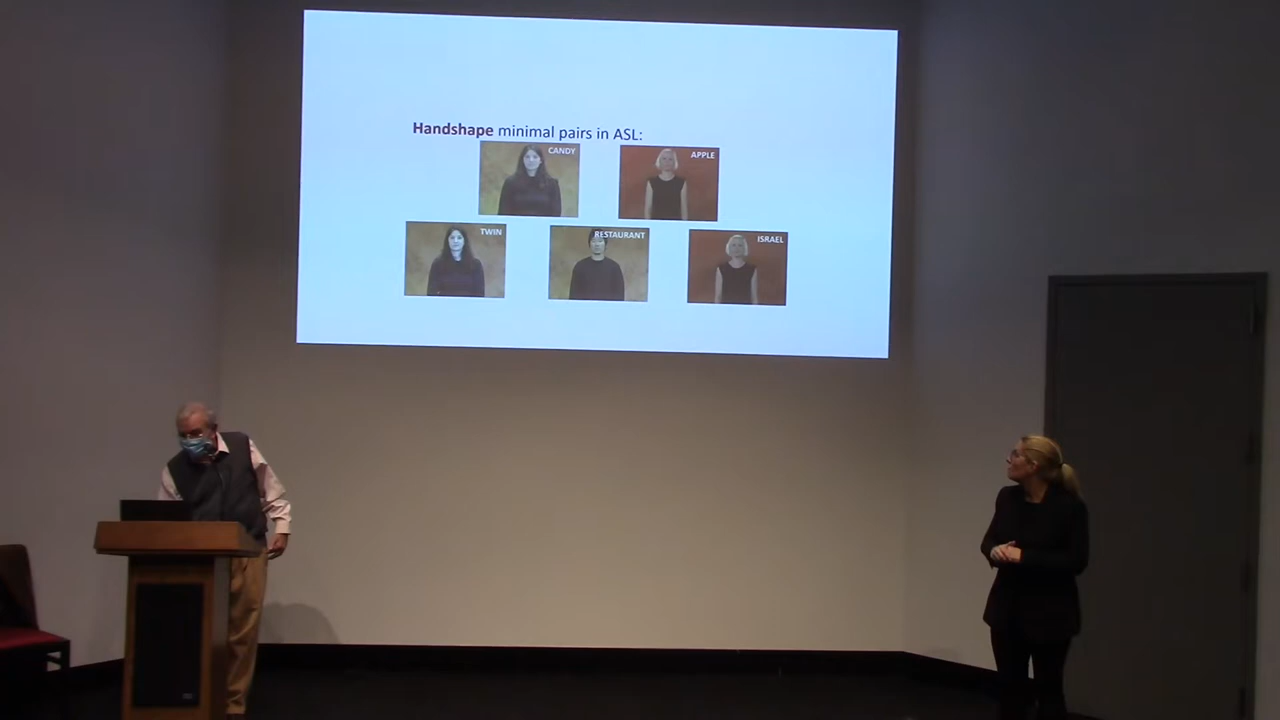 Handshape minimal pairs in ASL:
CANDY
APPLE
TWIN
RESTAURANT
ISRAEL